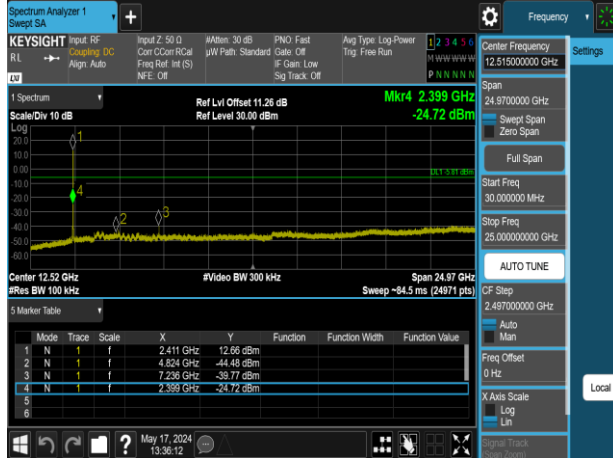 Spectrum Analyzer 1
Swept SA
+
Frequency
KEYSIGHT Input: RF
RL Coupling: DC
Align: Auto
Input Z: 50 Ω
Corr CCorr RCal
Freq Ref: Int (S)
NFE: Off
#Atten: 30 dB
µW Path: Standard
PNO: Fast
Gate: Off
IF Gain: Low
Sig Track: Off
Avg Type: Log-Power
Trig: Free Run
1 2 3 4 5 6
M W W W W W
P N N N N N
LXI
1 Spectrum
Scale/Div 10 dB
Ref Lvl Offset 11.26 dB
Ref Level 30.00 dBm
Mkr4 2.399 GHz
-24.72 dBm
Log
20.0
10.0
0.00
-10.0
-20.0
-30.0
-40.0
-50.0
-60.0
1
2
3
4
DL1 -5.81 dBm
Center 12.52 GHz
#Res BW 100 kHz
#Video BW 300 kHz
Span 24.97 GHz
Sweep ~84.5 ms (24971 pts)
5 Marker Table
Mode Trace Scale X Y Function Function Width Function Value
1 N 1 f 2.411 GHz 12.66 dBm
2 N 1 f 4.824 GHz -44.48 dBm
3 N 1 f 7.236 GHz -39.77 dBm
4 N 1 f 2.399 GHz -24.72 dBm
5
6
?
May 17, 2024
13:36:12
Center Frequency
12.515000000 GHz
Span
24.9700000 GHz
Swept Span
Zero Span
Full Span
Start Freq
30.000000 MHz
Stop Freq
25.000000000 GHz
AUTO TUNE
CF Step
2.497000000 GHz
Auto
Man
Freq Offset
0 Hz
X Axis Scale
Log
Lin
Signal Track
(Span Zoom)
Settings
Local